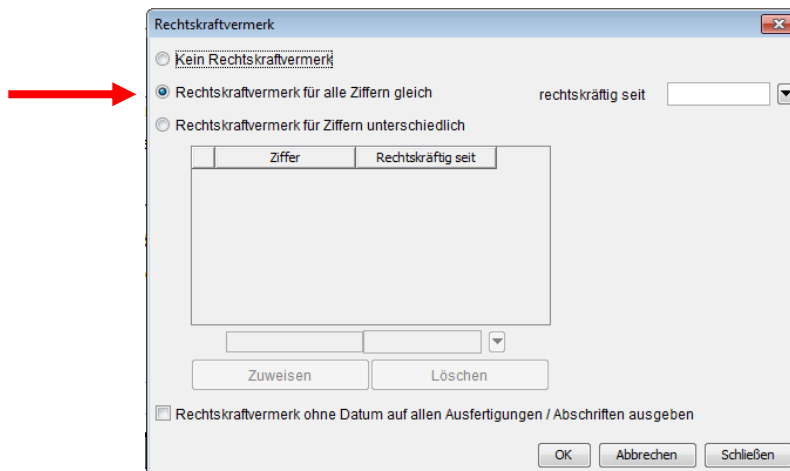 Rechtskraftvermerk
Kein Rechtskraftvermerk
Rechtskraftvermerk für alle Ziffern gleich rechtskräftig seit
Rechtskraftvermerk für Ziffern unterschiedlich
Ziffer Rechtskräftig seit
Zuweisen Löschen
Rechtskraftvermerk ohne Datum auf allen Ausfertigungen / Abschriften ausgeben
OK Abbrechen Schließen